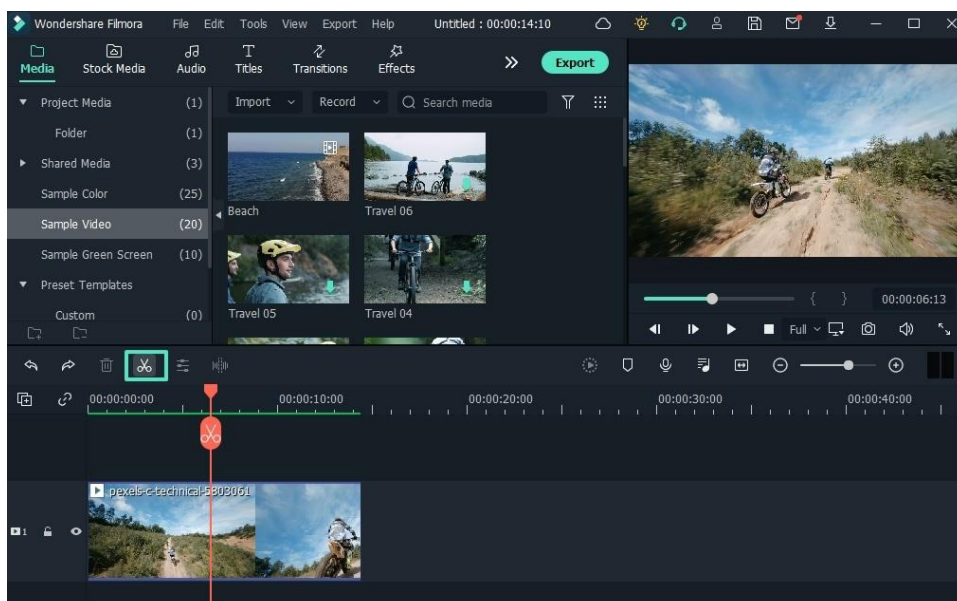 Wondershare Filmora File Edit Tools View Export Help Untitled : 00:00:14:10
Media Stock Media Audio Titles Transitions Effects Export
Project Media (1)
Folder (1)
Shared Media (3)
Sample Color (25)
Sample Video (20)
Sample Green Screen (10)
Preset Templates
Custom (0)
Import Record Search media
Beach Travel 06
Travel 05 Travel 04
{ } 00:00:06:13
Full
00:00:00:00 00:00:10:00 00:00:20:00 00:00:30:00 00:00:40:00
pexels-c-technical-5803061
1